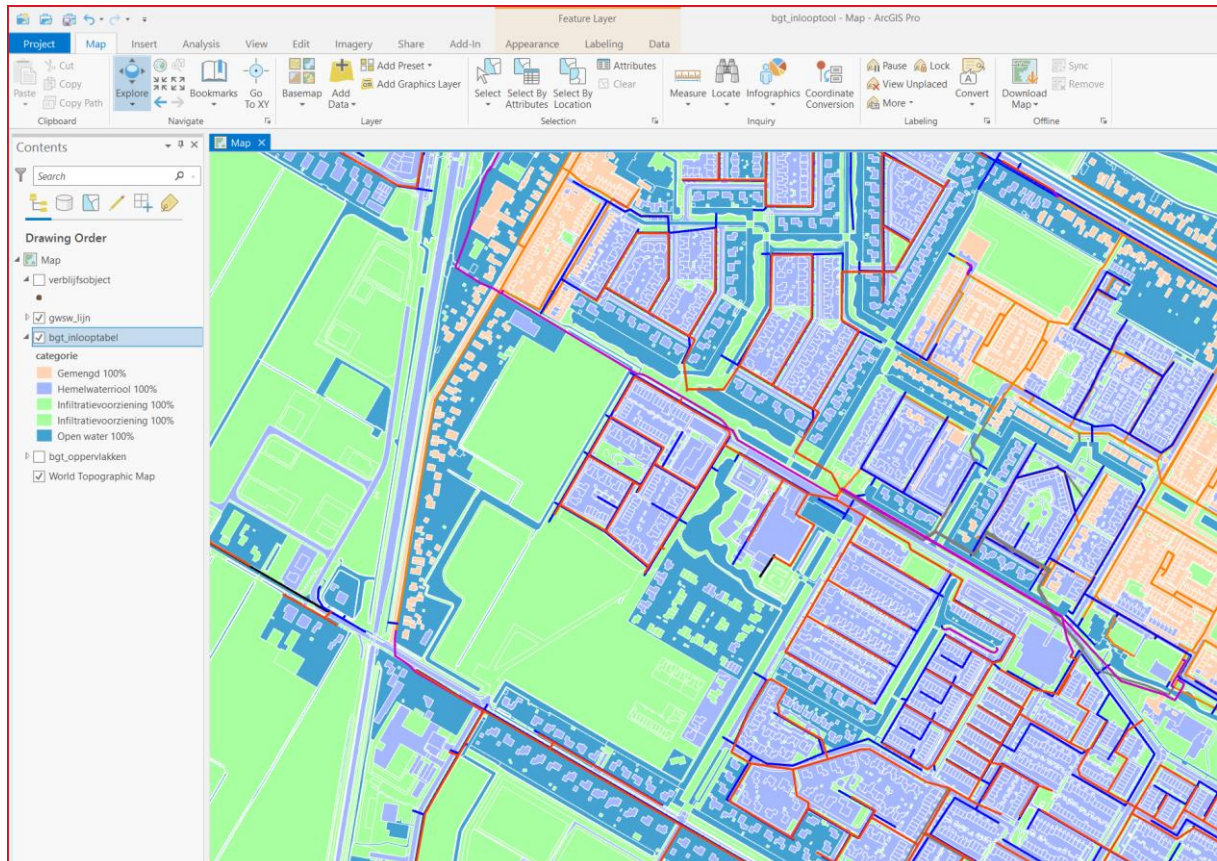 Feature Layer
bgt_inlooptool - Map - ArcGIS Pro
Project Map Insert Analysis View Edit Imagery Share Add-In Appearance Labeling Data
Paste
Cut
Copy
Copy Path
Clipboard
Explore
Bookmarks
Go To XY
Navigate
Basemap
Add Data
Add Preset
Add Graphics Layer
Layer
Select
Select By Attributes
Select By Location
Attributes
Clear
Selection
Measure
Locate
Infographics
Coordinate Conversion
Inquiry
Pause
Lock
View Unplaced
More
Convert
Labeling
Download Map
Sync
Remove
Offline
Contents
Search
Drawing Order
Map
verblijfsobject
gwsw_lijn
bgt_inlooptabel
categorie
Gemengd 100%
Hemelwaterriool 100%
Infiltratievoorziening 100%
Infiltratievoorziening 100%
Open water 100%
bgt_oppervlakken
World Topographic Map
Map